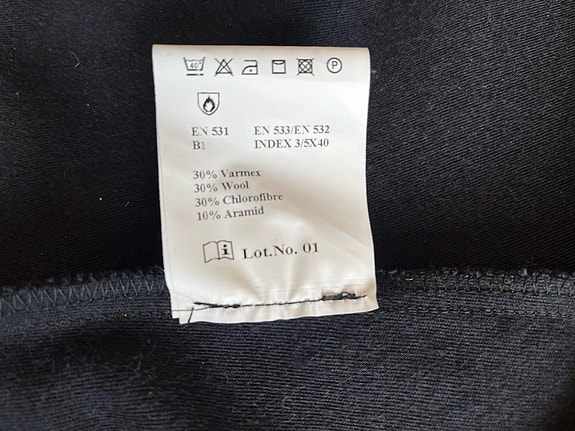 40° P
EN 531 EN 533/EN 532
B1 INDEX 3/5X40
30% Varmex
30% Wool
30% Chlorofibre
10% Aramid
i Lot.No. 01